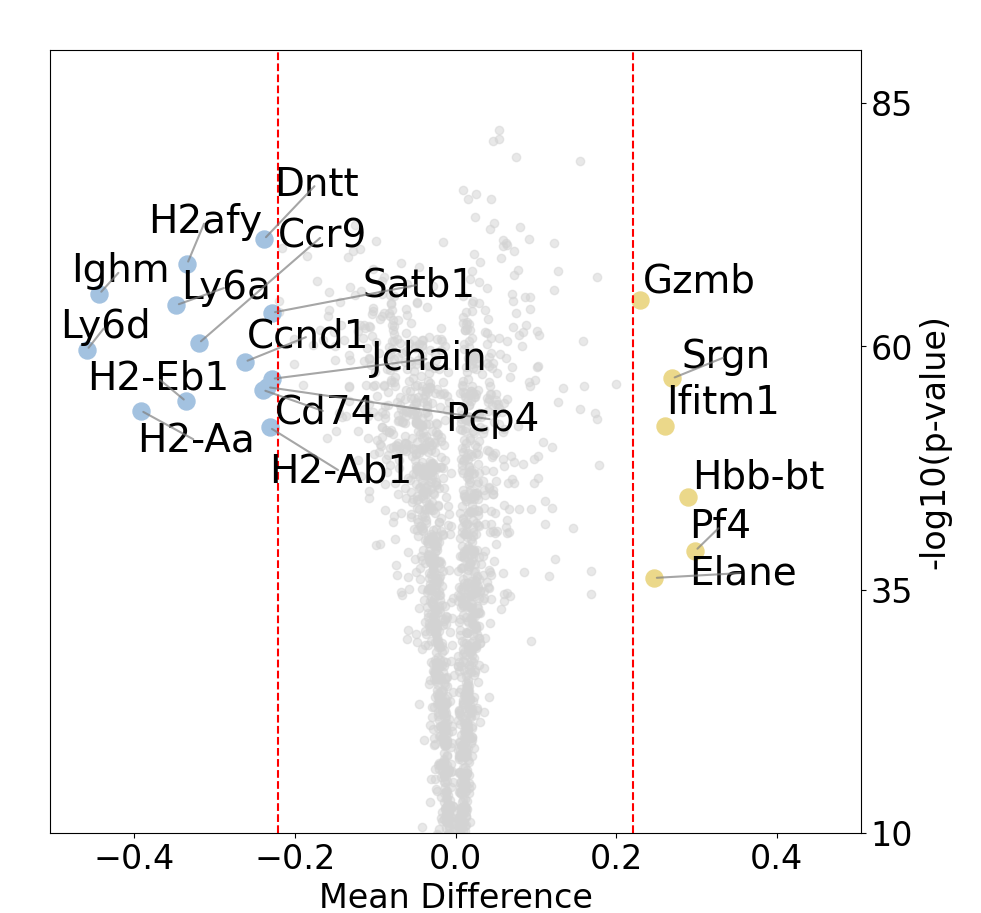 85
Dntt
H2afy
Ccr9
Ighm
Ly6a
Satb1
Gzmb
Ly6d
Ccnd1
60
Jchain
Srgn
H2-Eb1
Cd74
Pcp4
Ifitm1
H2-Aa
H2-Ab1
Hbb-bt
Pf4
Elane
35
10
-log10(p-value)
−0.4 −0.2 0.0 0.2 0.4
Mean Difference